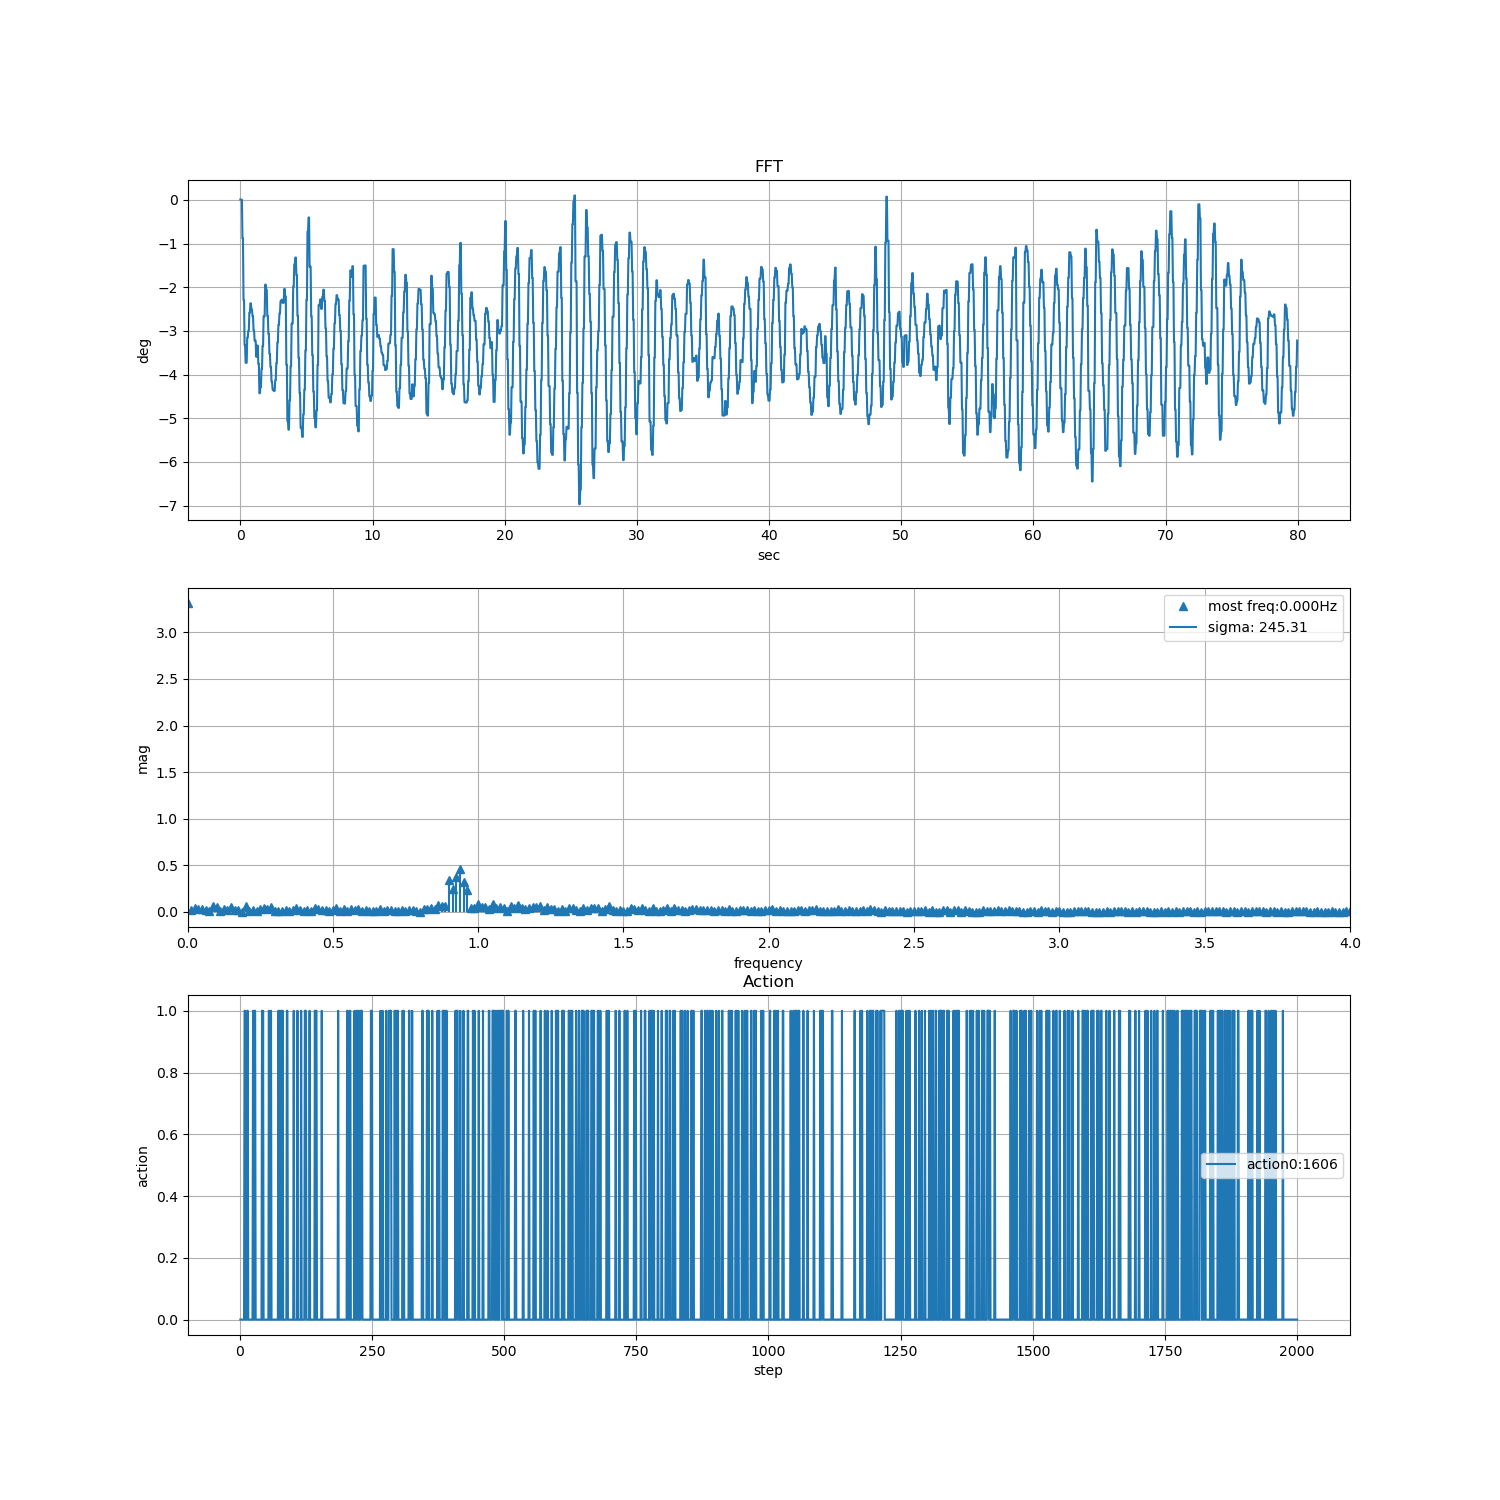 FFT
0
−1
−2
−3
−4
−5
−6
−7
deg
0 10 20 30 40 50 60 70 80
sec
most freq:0.000Hz
sigma: 245.31
3.0
2.5
2.0
1.5
1.0
0.5
0.0
mag
0.0 0.5 1.0 1.5 2.0 2.5 3.0 3.5 4.0
frequency
Action
1.0
0.8
0.6
0.4
0.2
0.0
action
action0:1606
0 250 500 750 1000 1250 1500 1750 2000
step